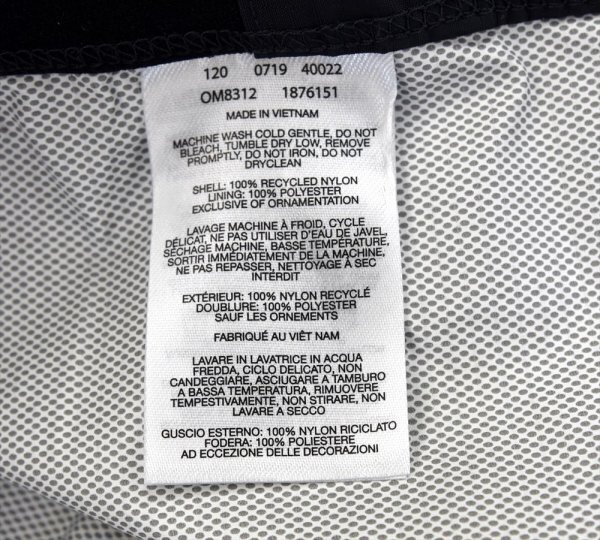 120 0719 40022
OM8312 1876151
MADE IN VIETNAM
MACHINE WASH COLD GENTLE, DO NOT
BLEACH, TUMBLE DRY LOW, REMOVE
PROMPTLY, DO NOT IRON, DO NOT
DRYCLEAN
SHELL: 100% RECYCLED NYLON
LINING: 100% POLYESTER
EXCLUSIVE OF ORNAMENTATION
LAVAGE MACHINE À FROID, CYCLE
DÉLICAT, NE PAS UTILISER D'EAU DE JAVEL,
SÉCHAGE MACHINE, BASSE TEMPÉRATURE,
SORTIR IMMÉDIATEMENT DE LA MACHINE,
NE PAS REPASSER, NETTOYAGE À SEC
INTERDIT
EXTÉRIEUR: 100% NYLON RECYCLÉ
DOUBLURE: 100% POLYESTER
SAUF LES ORNEMENTS
FABRIQUÉ AU VIÊT NAM
LAVARE IN LAVATRICE IN ACQUA
FREDDA, CICLO DELICATO, NON
CANDEGGIARE, ASCIUGARE A TAMBURO
A BASSA TEMPERATURA, RIMUOVERE
TEMPESTIVAMENTE, NON STIRARE, NON
LAVARE A SECCO
GUSCIO ESTERNO: 100% NYLON RICICLATO
FODERA: 100% POLIESTERE
AD ECCEZIONE DELLE DECORAZIONI